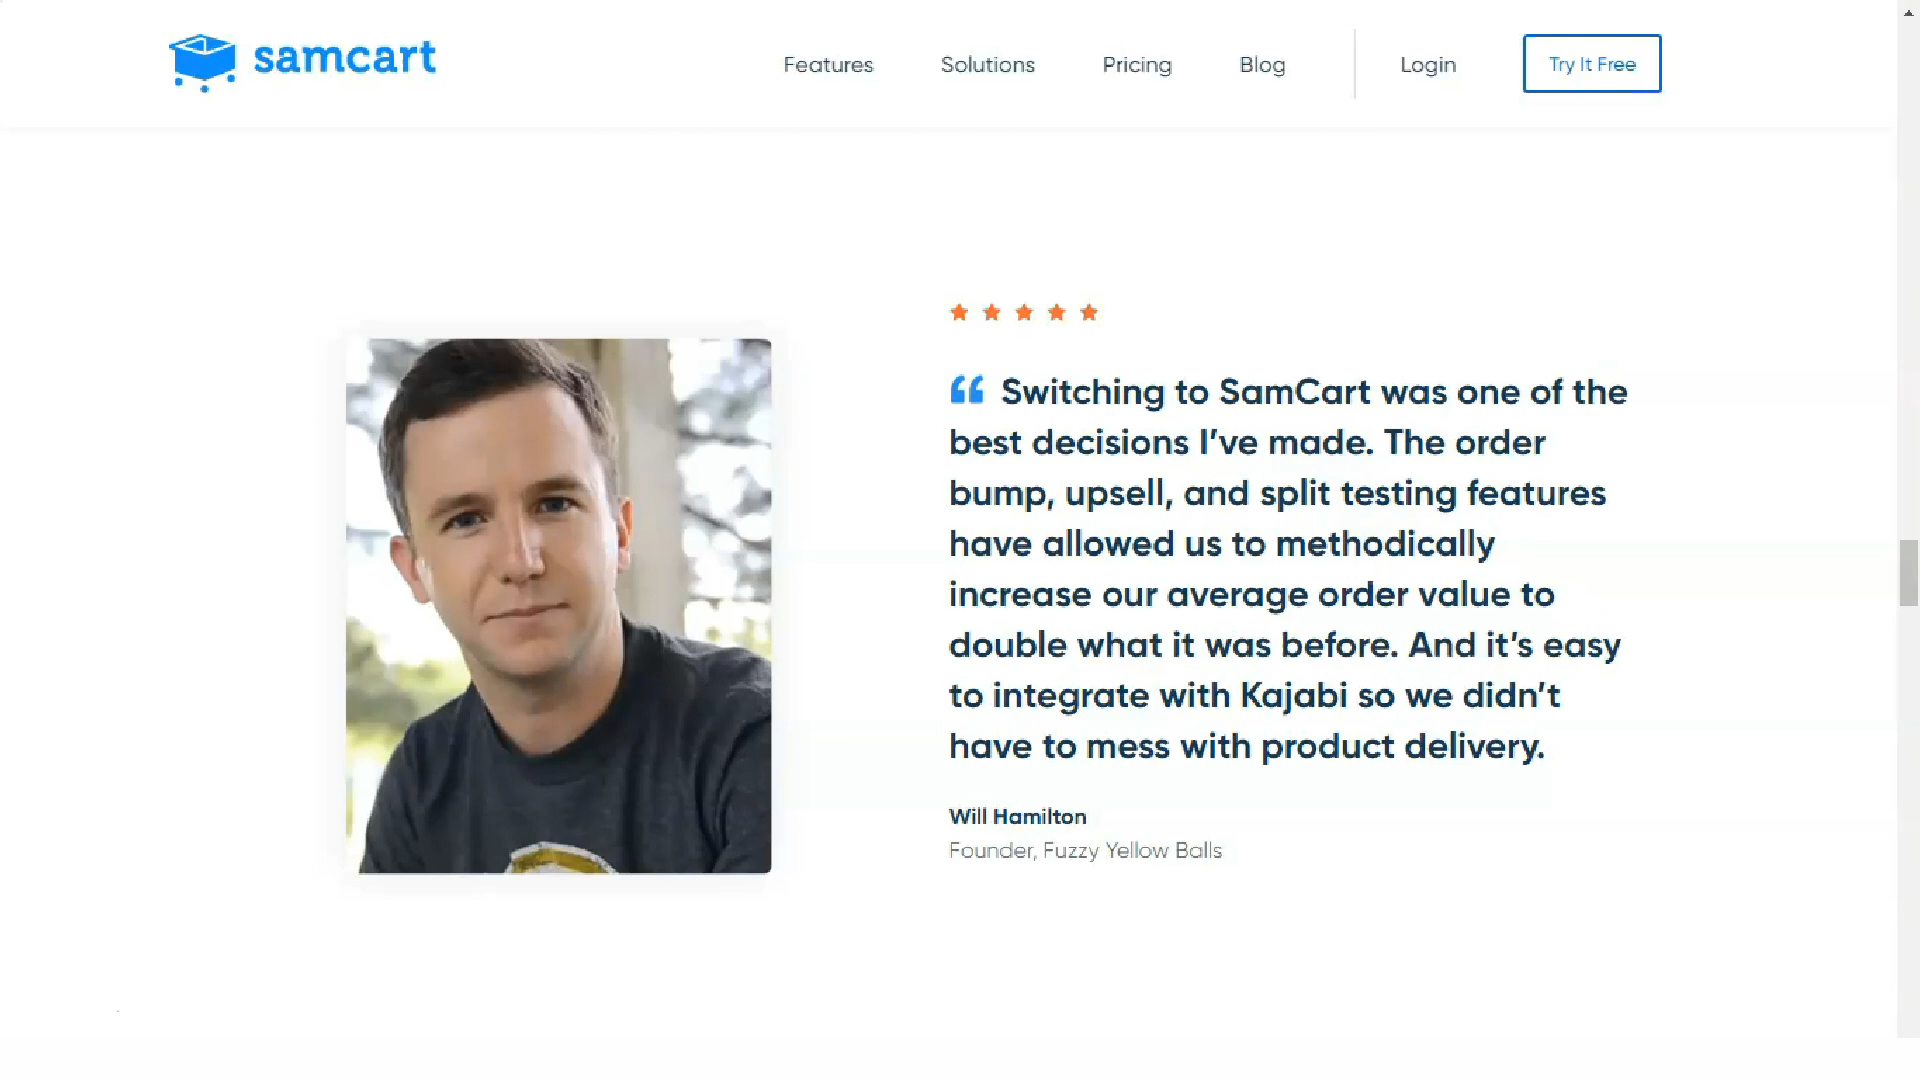 samcart
Features Solutions Pricing Blog Login Try It Free
“ Switching to SamCart was one of the
best decisions I’ve made. The order
bump, upsell, and split testing features
have allowed us to methodically
increase our average order value to
double what it was before. And it’s easy
to integrate with Kajabi so we didn’t
have to mess with product delivery.
Will Hamilton
Founder, Fuzzy Yellow Balls